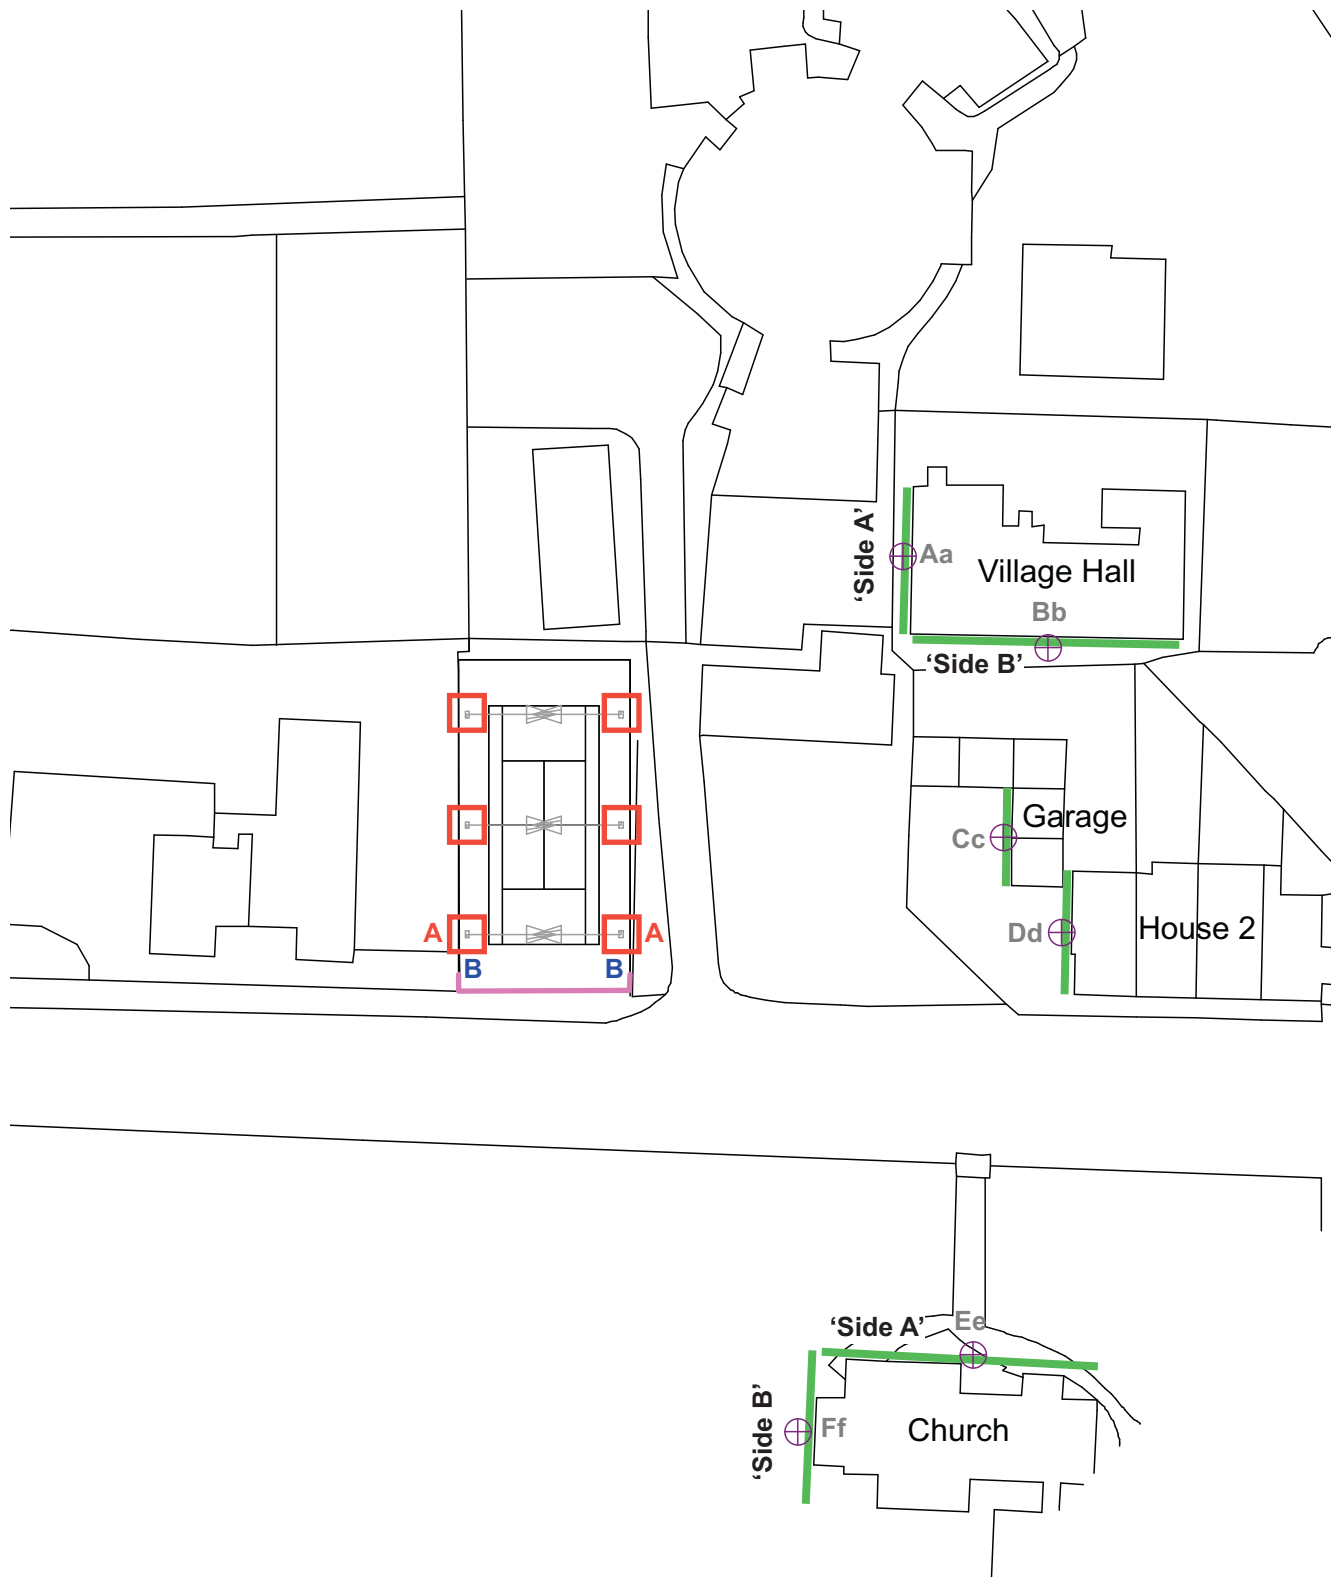 ‘Side A’
Aa
Village Hall
Bb
‘Side B’
Garage
Cc
A
A
Dd
House 2
B
B
‘Side A’
Ee
‘Side B’
Ff
Church